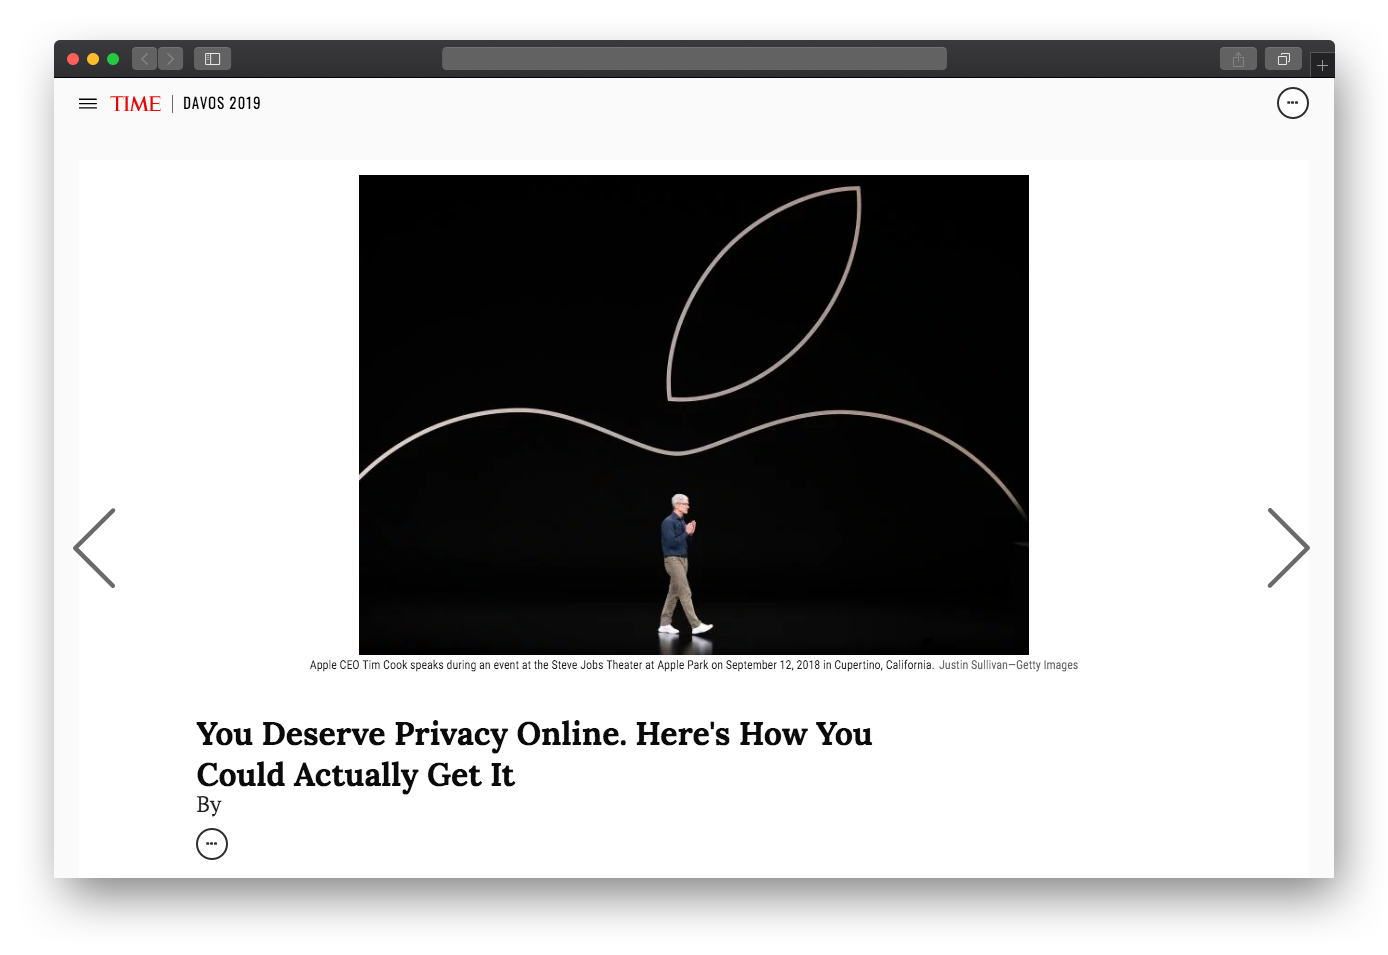 TIME | DAVOS 2019
Apple CEO Tim Cook speaks during an event at the Steve Jobs Theater at Apple Park on September 12, 2018 in Cupertino, California. Justin Sullivan—Getty Images
You Deserve Privacy Online. Here's How You
Could Actually Get It
By